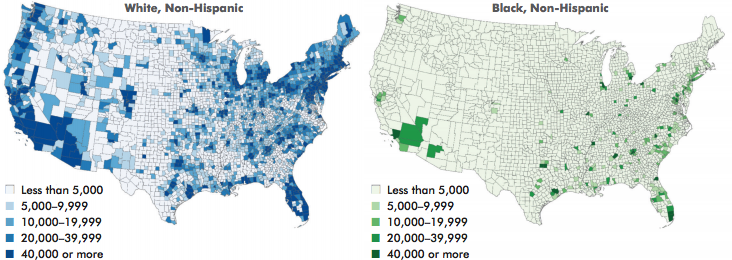 White, Non-Hispanic
Less than 5,000
5,000–9,999
10,000–19,999
20,000–39,999
40,000 or more
Black, Non-Hispanic
Less than 5,000
5,000–9,999
10,000–19,999
20,000–39,999
40,000 or more